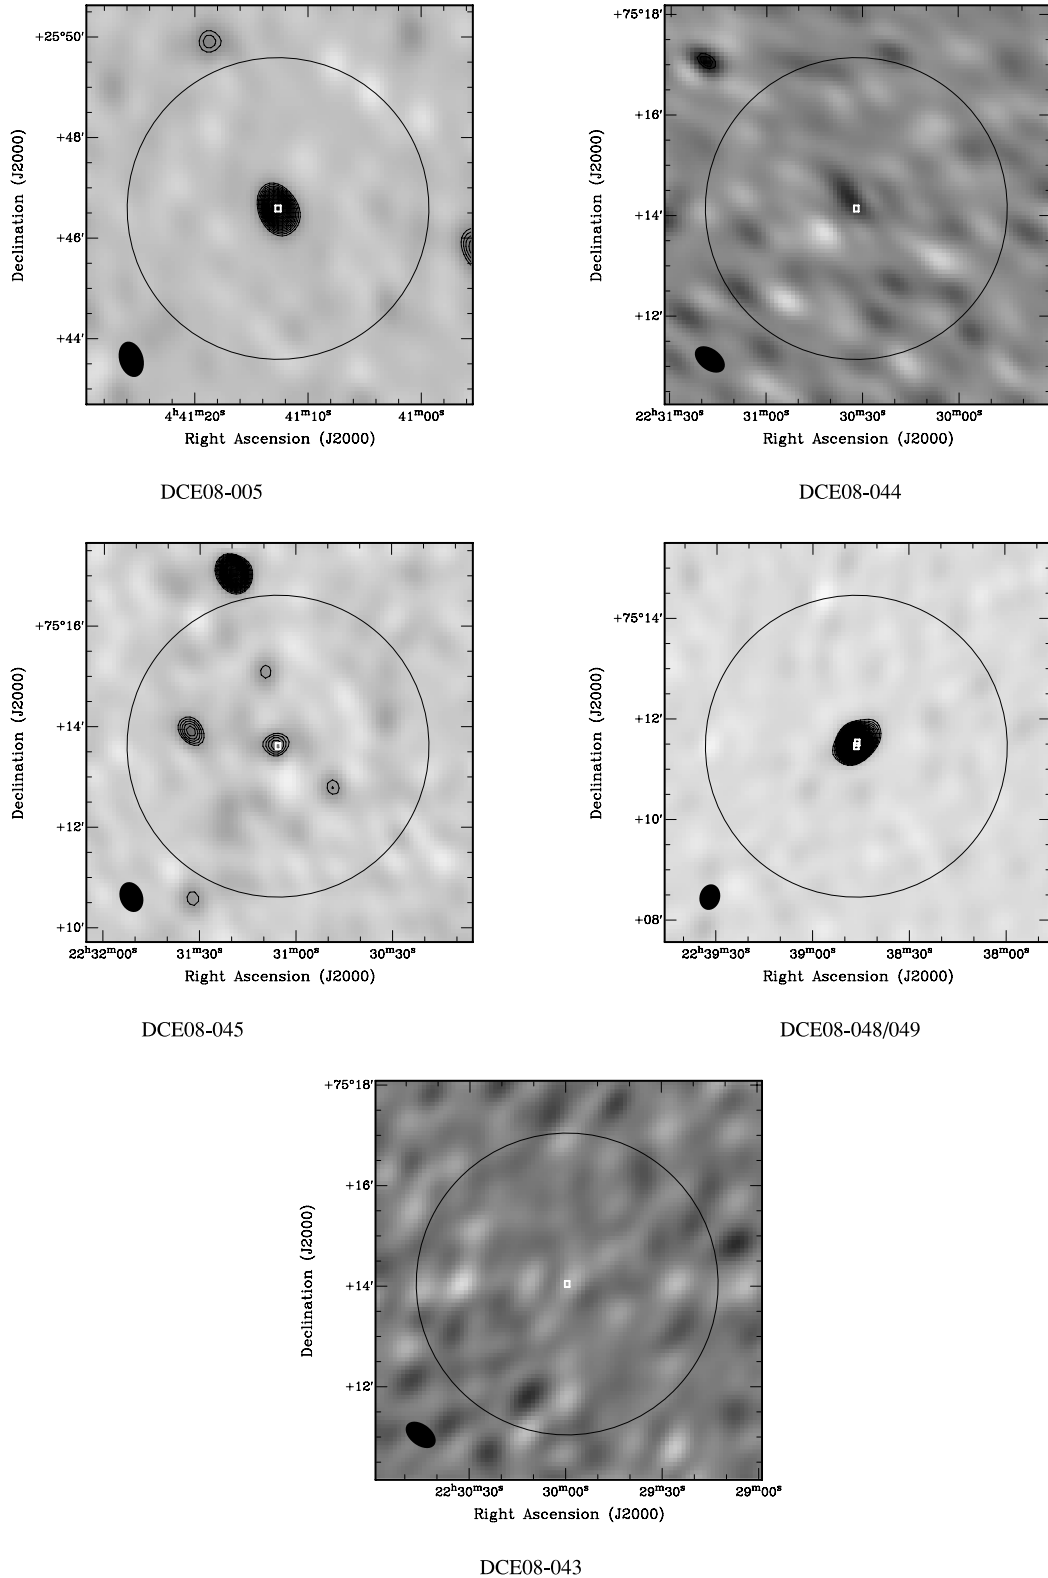 +25°50′
+48′
+46′
+44′
Declination (J2000)
4ʰ41ᵐ20ˢ 41ᵐ10ˢ 41ᵐ00ˢ
Right Ascension (J2000)
DCE08-005
+75°18′
+16′
+14′
+12′
Declination (J2000)
22ʰ31ᵐ30ˢ 31ᵐ00ˢ 30ᵐ30ˢ 30ᵐ00ˢ
Right Ascension (J2000)
DCE08-044
+75°16′
+14′
+12′
+10′
Declination (J2000)
22ʰ32ᵐ00ˢ 31ᵐ30ˢ 31ᵐ00ˢ 30ᵐ30ˢ
Right Ascension (J2000)
DCE08-045
+75°14′
+12′
+10′
+08′
Declination (J2000)
22ʰ39ᵐ30ˢ 39ᵐ00ˢ 38ᵐ30ˢ 38ᵐ00ˢ
Right Ascension (J2000)
DCE08-048/049
+75°18′
+16′
+14′
+12′
Declination (J2000)
22ʰ30ᵐ30ˢ 30ᵐ00ˢ 29ᵐ30ˢ 29ᵐ00ˢ
Right Ascension (J2000)
DCE08-043